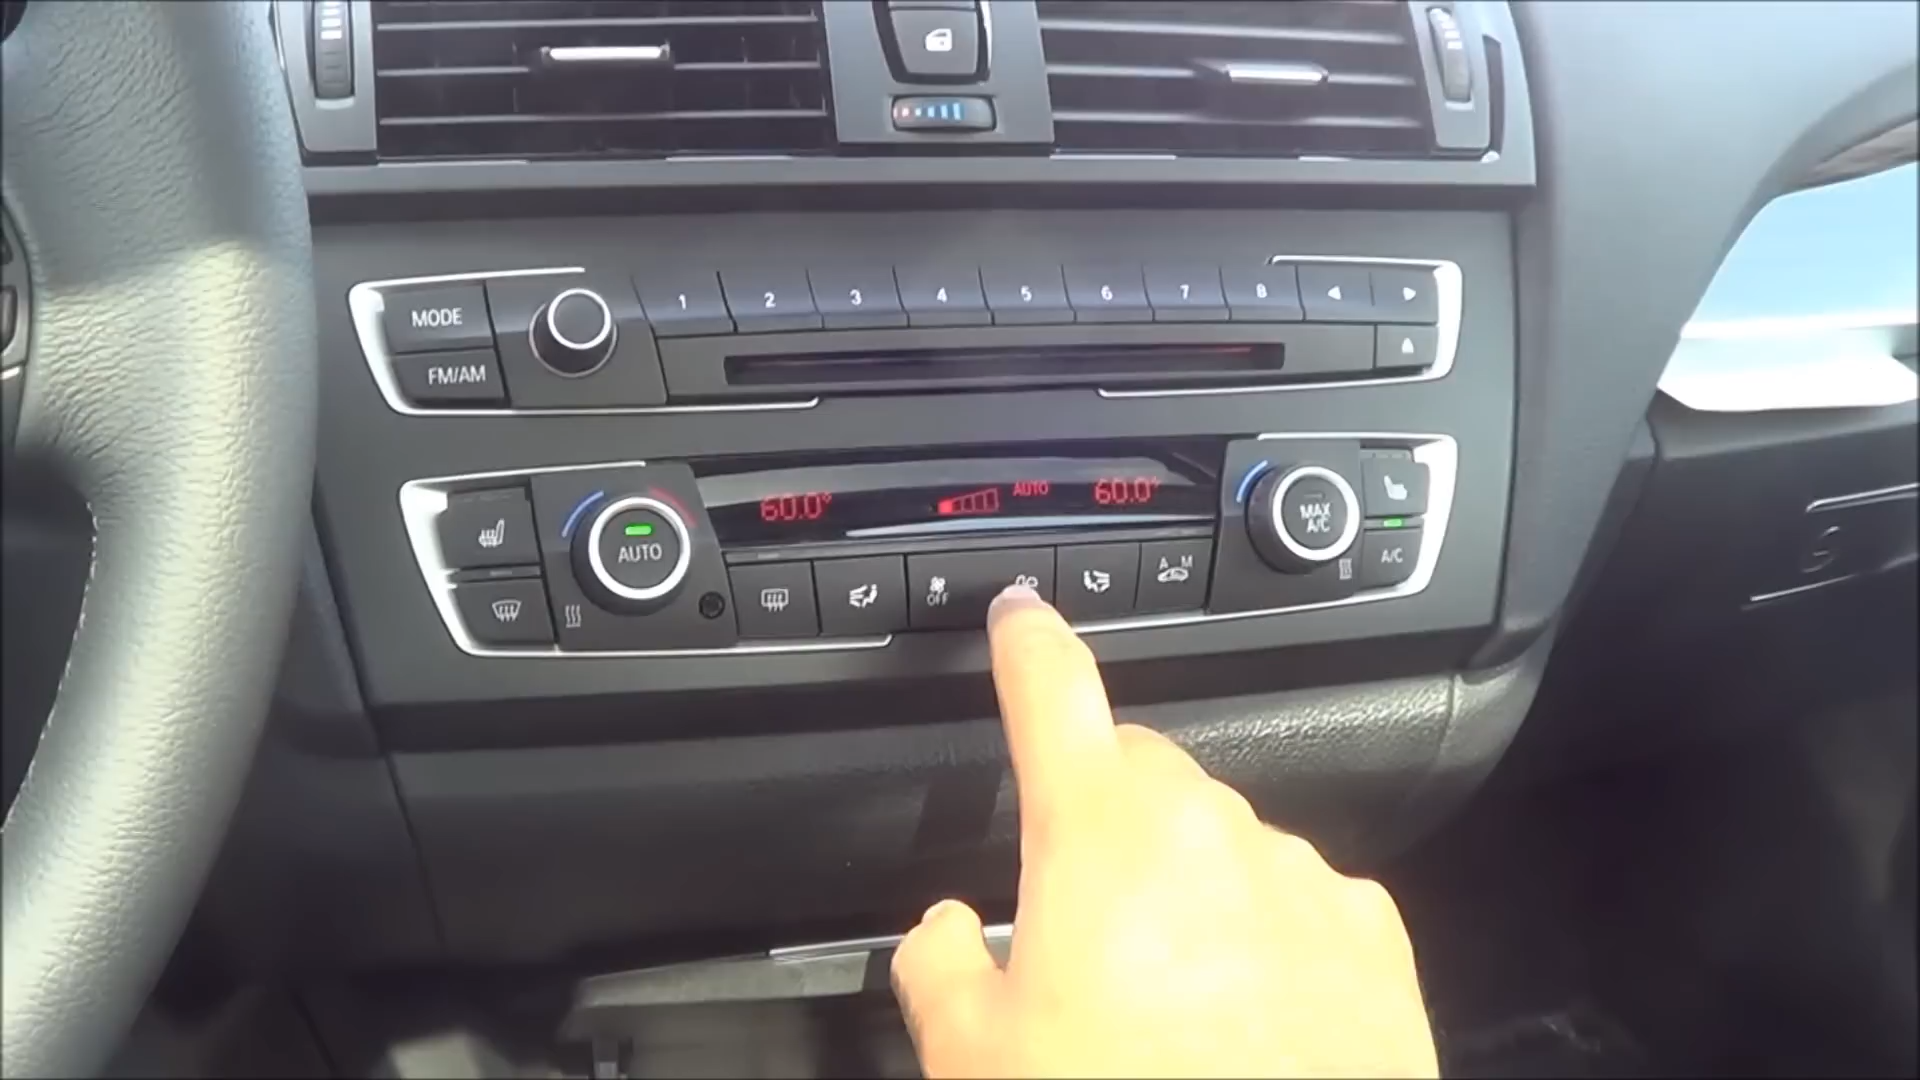 MODE
1 2 3 4 5 6 7 8
FM/AM
60.0° AUTO 60.0°
AUTO
MAX
A/C
A/C
OFF
A M